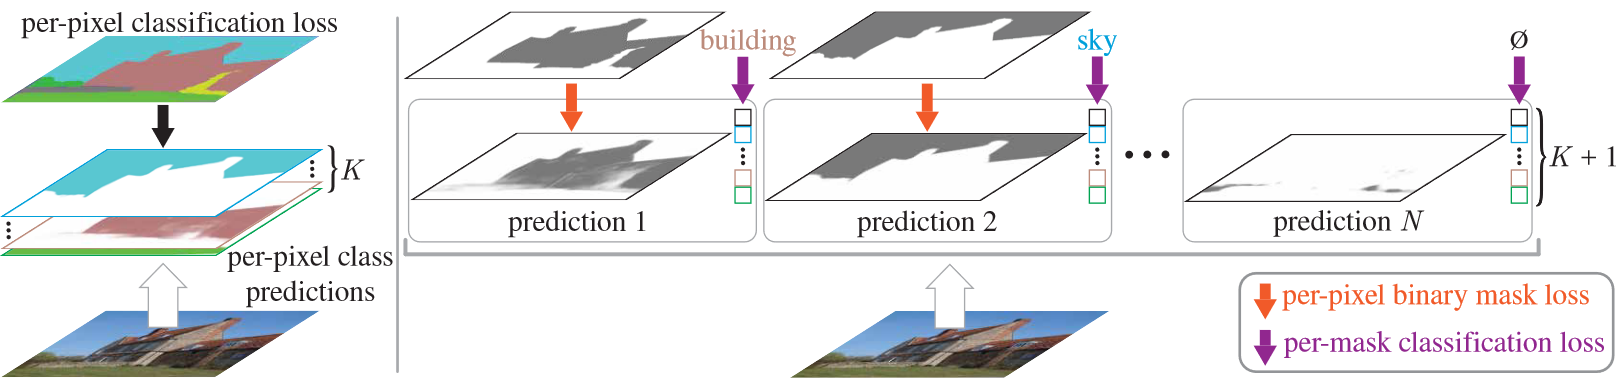 per-pixel classification loss
K
per-pixel class
predictions
building
sky
Ø
prediction 1
prediction 2
prediction N
K + 1
per-pixel binary mask loss
per-mask classification loss